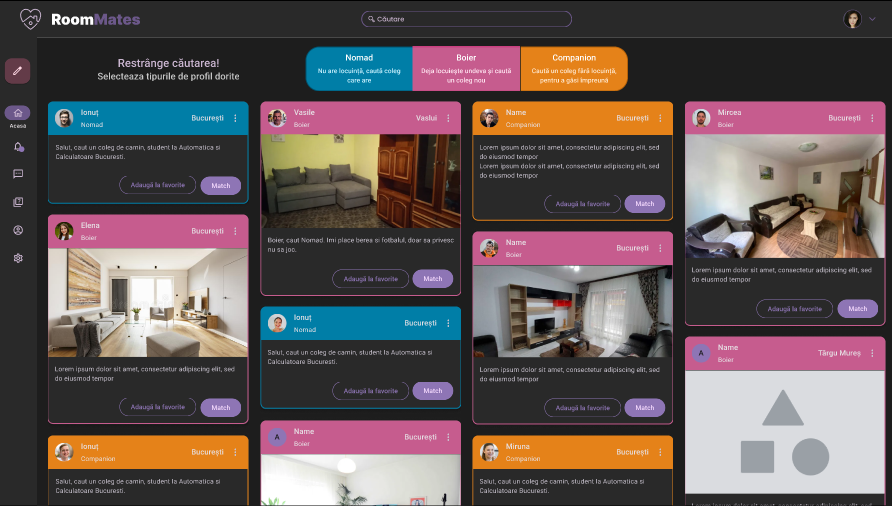 RoomMates
Căutare
Restrânge căutarea!
Selecteaza tipurile de profil dorite
Nomad
Nu are locuință, caută coleg
care are
Boier
Deja locuiește undeva și caută
un coleg nou
Companion
Caută un coleg fără locuință,
pentru a găsi împreună
Acasă
Ionuț
Nomad
București
Salut, caut un coleg de camin, student la Automatica si
Calculatoare Bucuresti.
Adaugă la favorite
Match
Elena
Boier
București
Lorem ipsum dolor sit amet, consectetur adipiscing elit, sed
do eiusmod tempor
Adaugă la favorite
Match
Ionuț
Companion
București
Salut, caut un coleg de camin, student la Automatica si
Calculatoare Bucuresti.
Vasile
Boier
Vaslui
Boier, caut Nomad. Imi place berea si fotbalul, doar sa privesc
nu sa joc.
Adaugă la favorite
Match
Ionuț
Nomad
București
Salut, caut un coleg de camin, student la Automatica si
Calculatoare Bucuresti.
Adaugă la favorite
Match
A
Name
Boier
București
Name
Companion
București
Lorem ipsum dolor sit amet, consectetur adipiscing elit, sed
do eiusmod tempor
Lorem ipsum dolor sit amet, consectetur adipiscing elit, sed
do eiusmod tempor
Adaugă la favorite
Match
Name
Boier
București
Lorem ipsum dolor sit amet, consectetur adipiscing elit, sed
do eiusmod tempor
Adaugă la favorite
Match
Miruna
Companion
București
Salut, caut un coleg de camin, student la Automatica si
Calculatoare Bucuresti.
Mircea
Boier
București
Lorem ipsum dolor sit amet, consectetur adipiscing elit, sed
do eiusmod tempor
Adaugă la favorite
Match
A
Name
Boier
Târgu Mureș